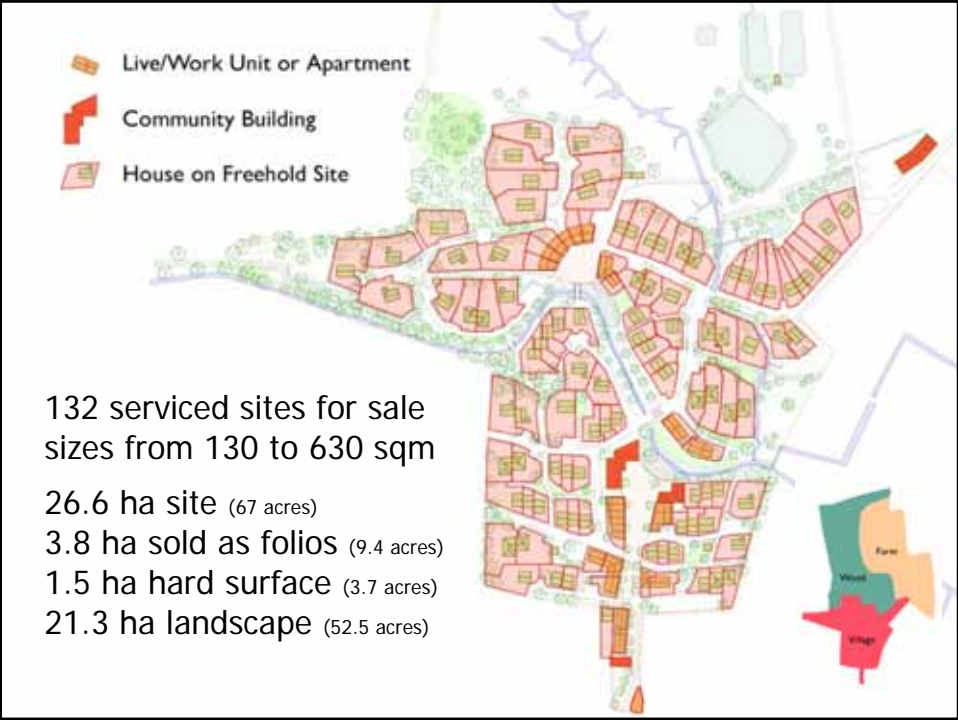 Live/Work Unit or Apartment
Community Building
House on Freehold Site
132 serviced sites for sale
sizes from 130 to 630 sqm
26.6 ha site (67 acres)
3.8 ha sold as folios (9.4 acres)
1.5 ha hard surface (3.7 acres)
21.3 ha landscape (52.5 acres)
Farm
Wood
Village